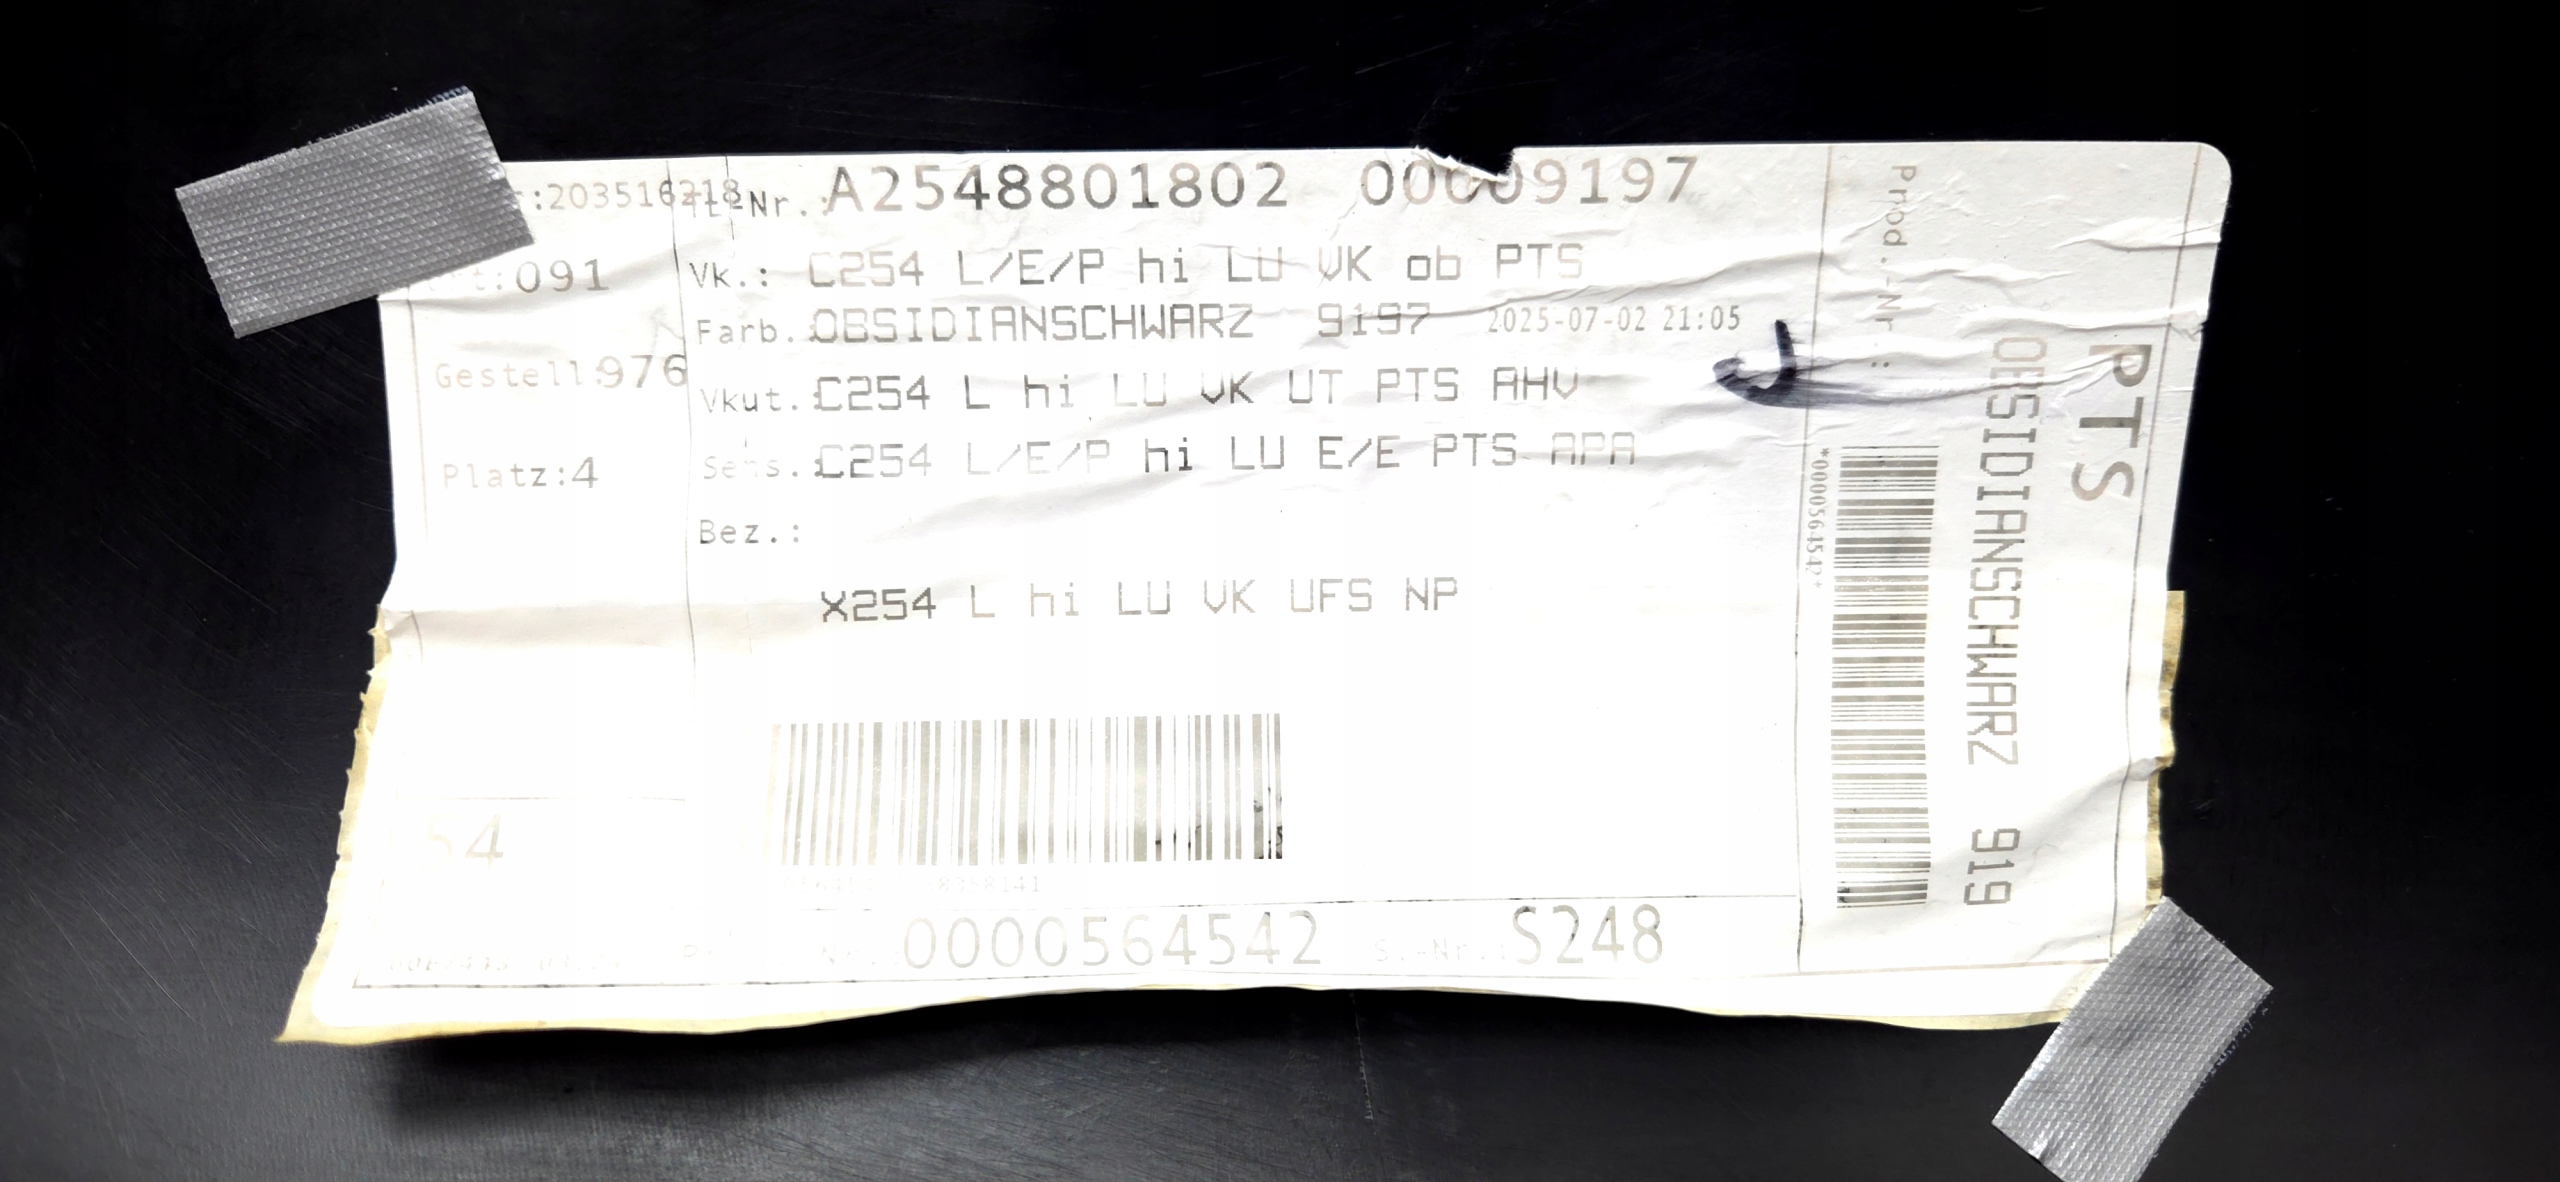 :203516218
Nr.: A2548801802 000009197
:091
Vk.: C254 L/E/P hi LU VK ob PTS
Farb. OBSIDIANSCHWARZ 9197 2025-07-02 21:05
Gestell:976
Vkut. C254 L hi LU VK UT PTS AHV
Platz:4
Sens. C254 L/E/P hi LU E/E PTS APA
Bez.:
X254 L hi LU VK UFS NP
54
Nr.:0000564542 S.-Nr.:S248
Prod.-Nr.:
*0000564542*
OBSIDIANSCHWARZ 919
PTS